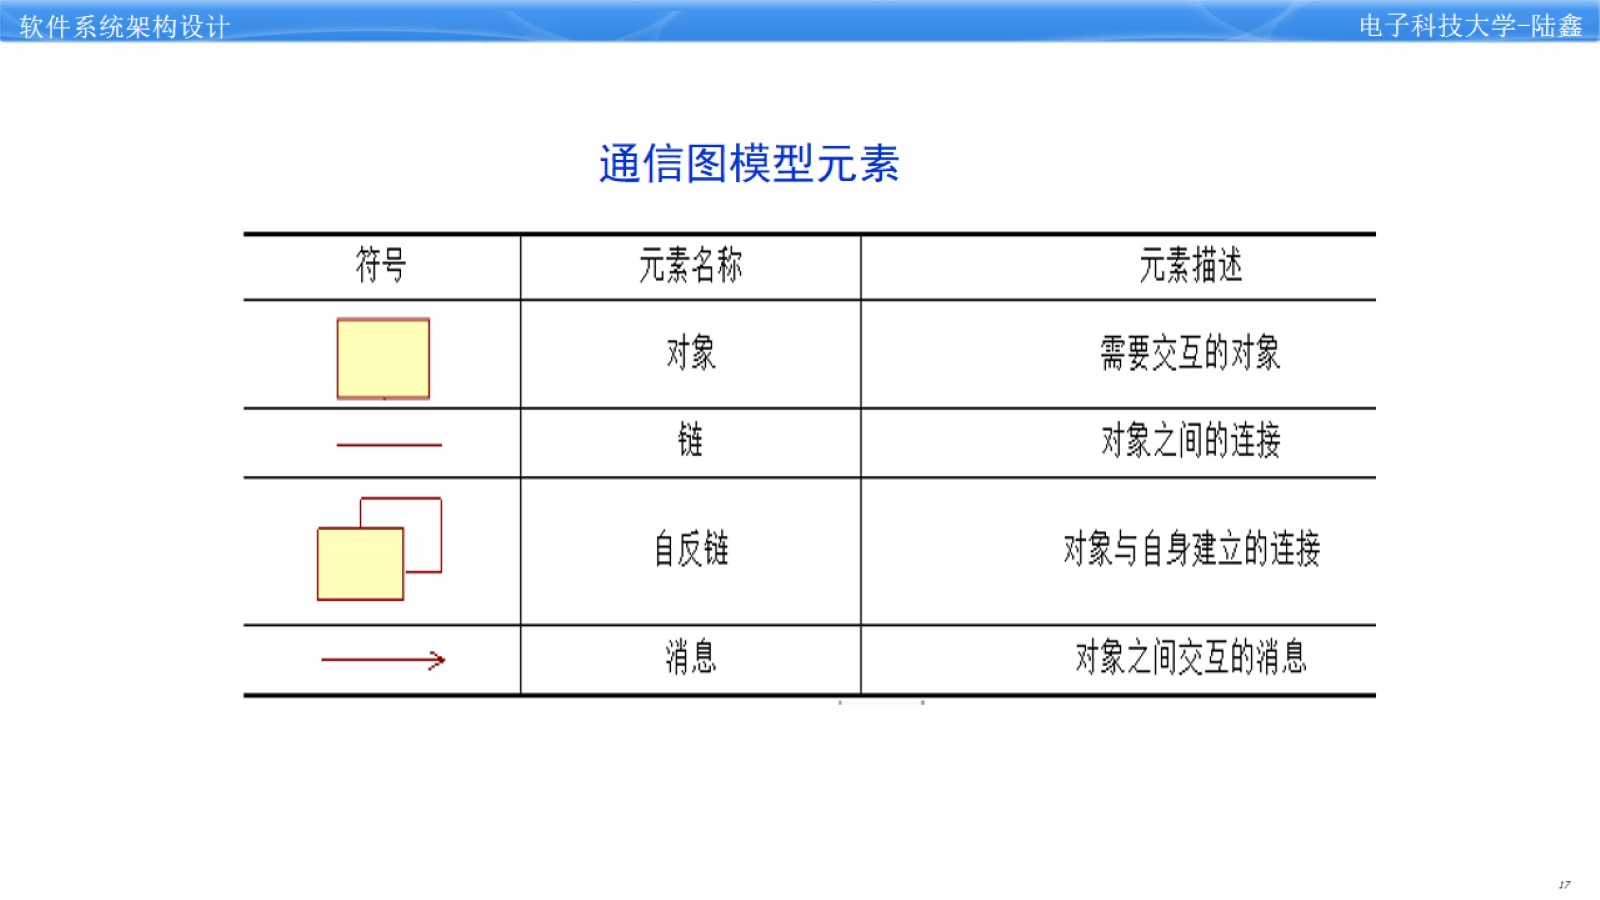 软件系统架构设计
电子科技大学-陆鑫
通信图模型元素
符号 元素名称 元素描述
对象 需要交互的对象
链 对象之间的连接
自反链 对象与自身建立的连接
消息 对象之间交互的消息
17